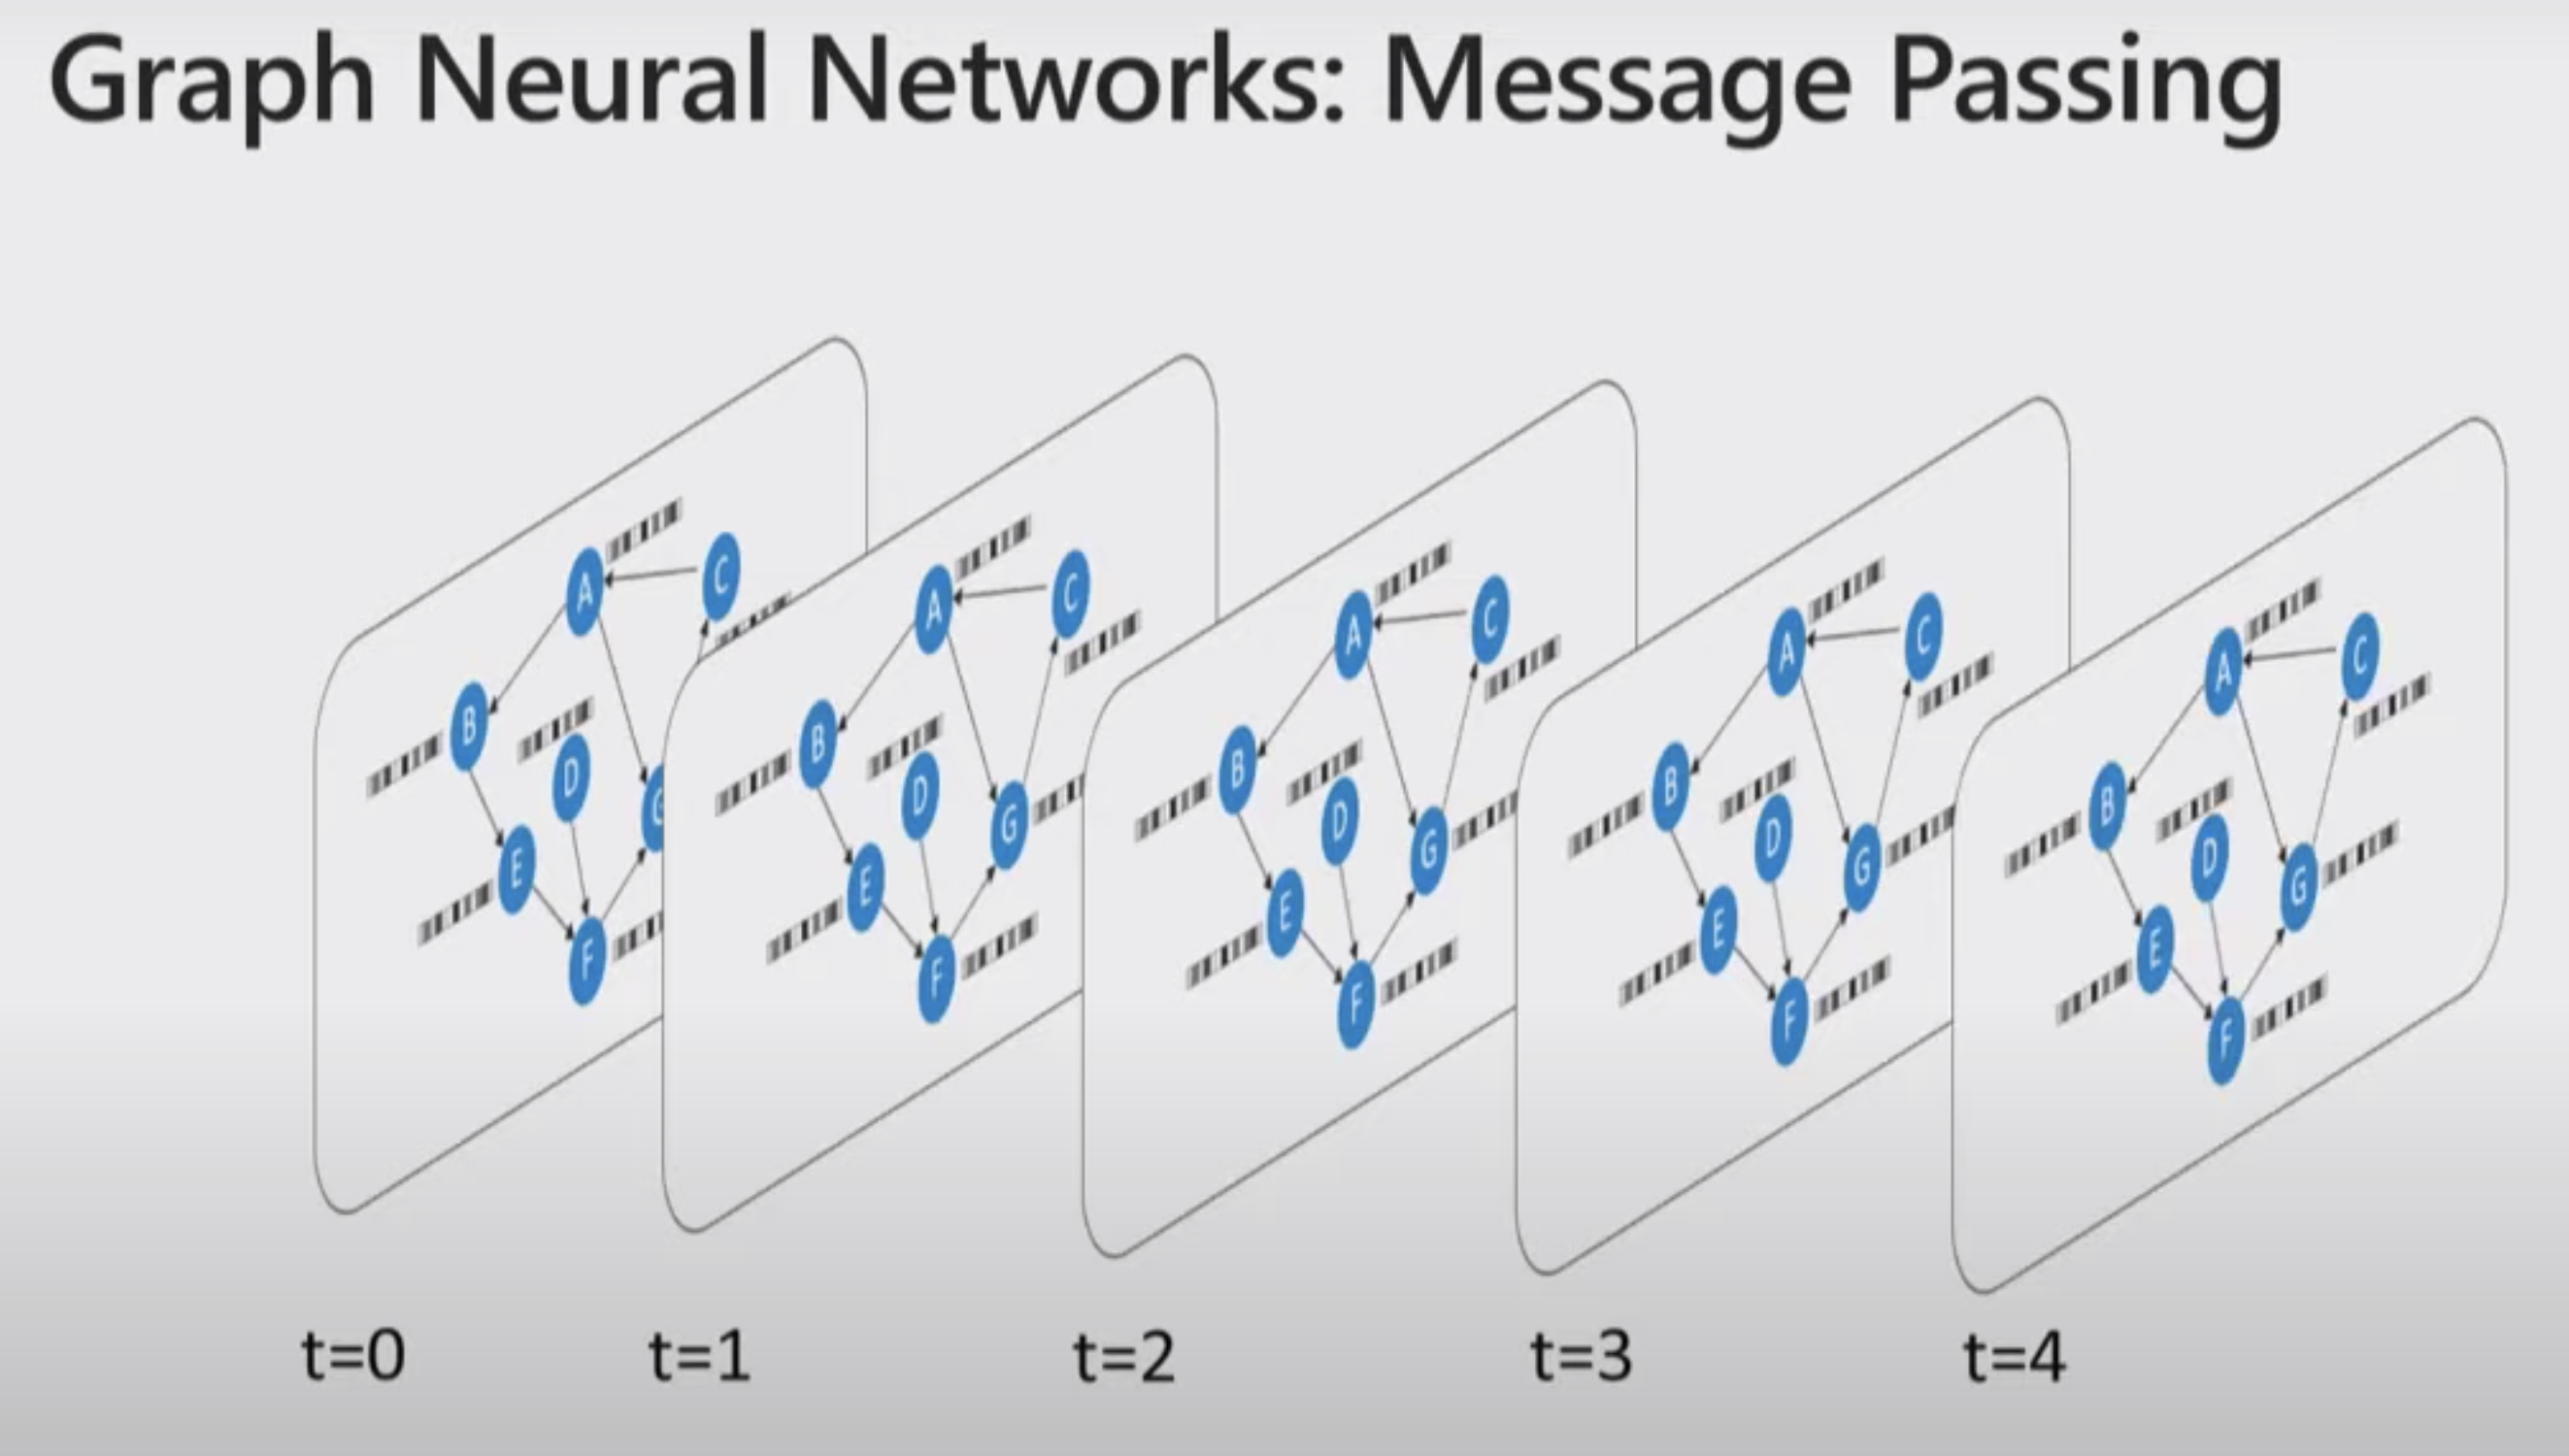 Graph Neural Networks: Message Passing
A C B D G E F
A C B D G E F
A C B D G E F
A C B D G E F
A C B D G E F
t=0 t=1 t=2 t=3 t=4